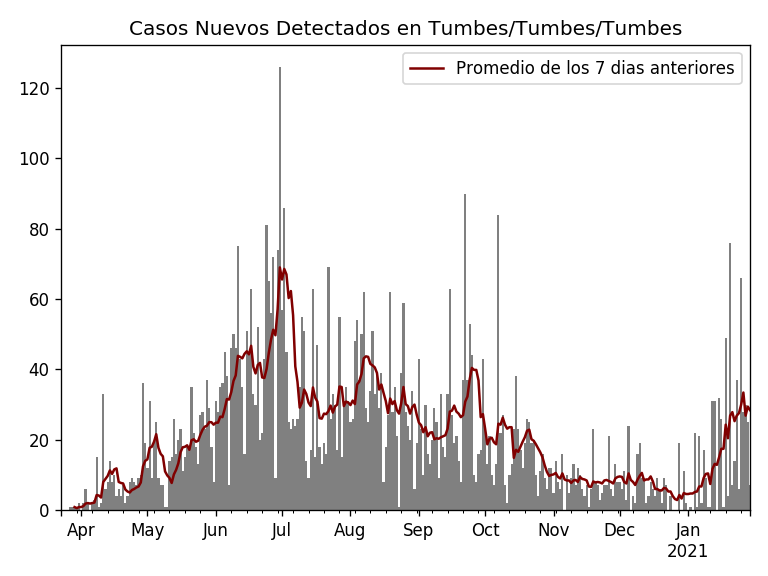 Casos Nuevos Detectados en Tumbes/Tumbes/Tumbes
Promedio de los 7 dias anteriores
120
100
80
60
40
20
0
Apr May Jun Jul Aug Sep Oct Nov Dec Jan
2021